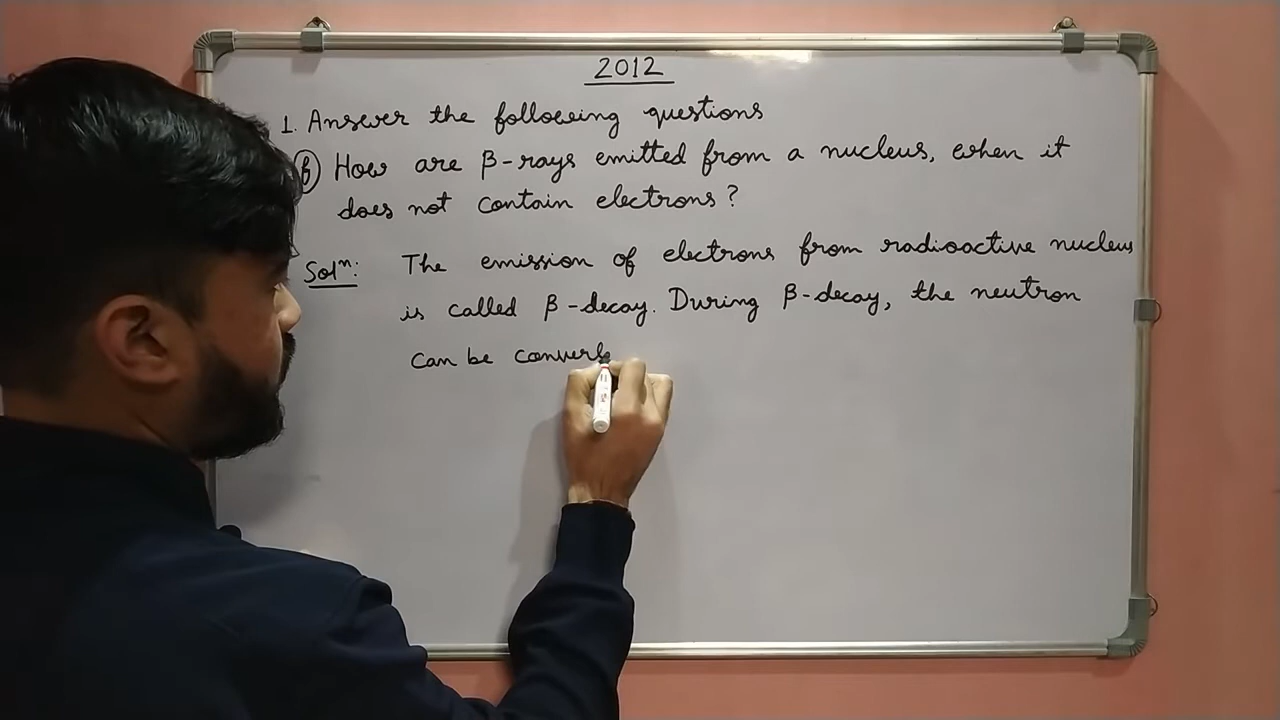 2012
1. Answer the following questions
(b) How are β-rays emitted from a nucleus, when it
does not contain electrons?
Solⁿ: The emission of electrons from radioactive nucleus
is called β-decay. During β-decay, the neutron
can be conver